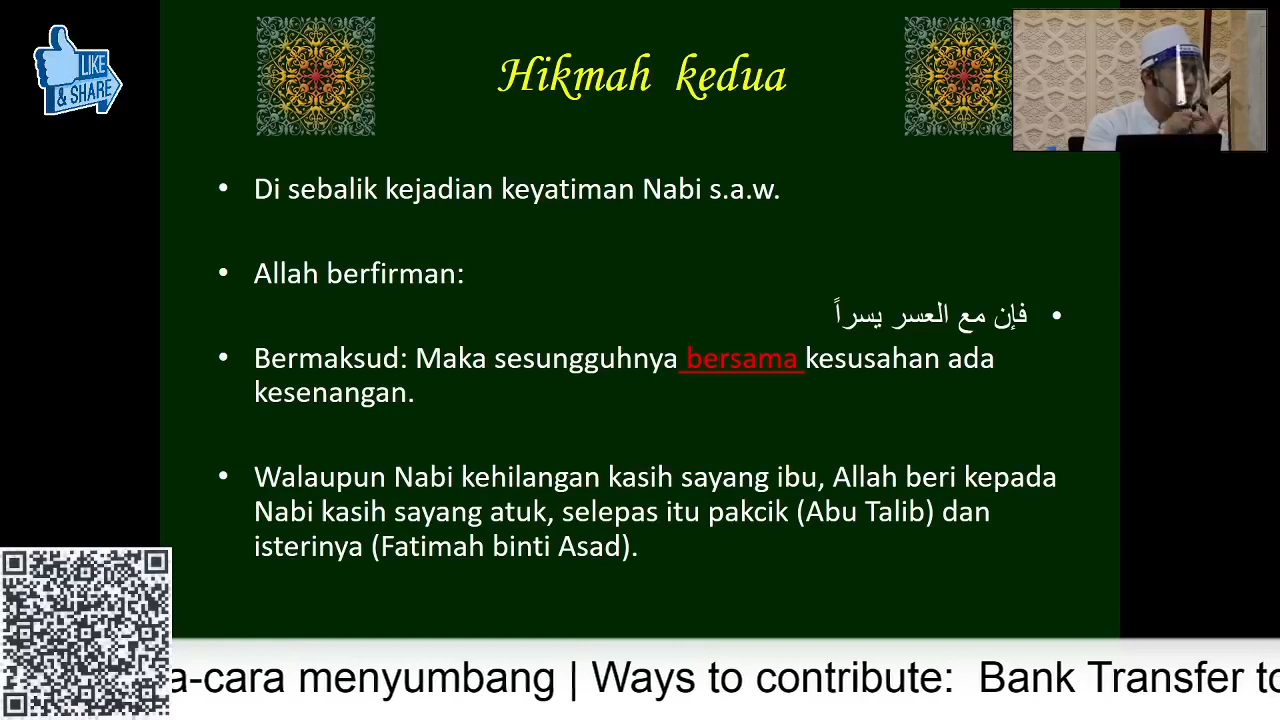 LIKE
& SHARE
Hikmah kedua
• Di sebalik kejadian keyatiman Nabi s.a.w.
• Allah berfirman:
• فإن مع العسر يسراً
• Bermaksud: Maka sesungguhnya bersama kesusahan ada
kesenangan.
• Walaupun Nabi kehilangan kasih sayang ibu, Allah beri kepada
Nabi kasih sayang atuk, selepas itu pakcik (Abu Talib) dan
isterinya (Fatimah binti Asad).
a-cara menyumbang | Ways to contribute: Bank Transfer to